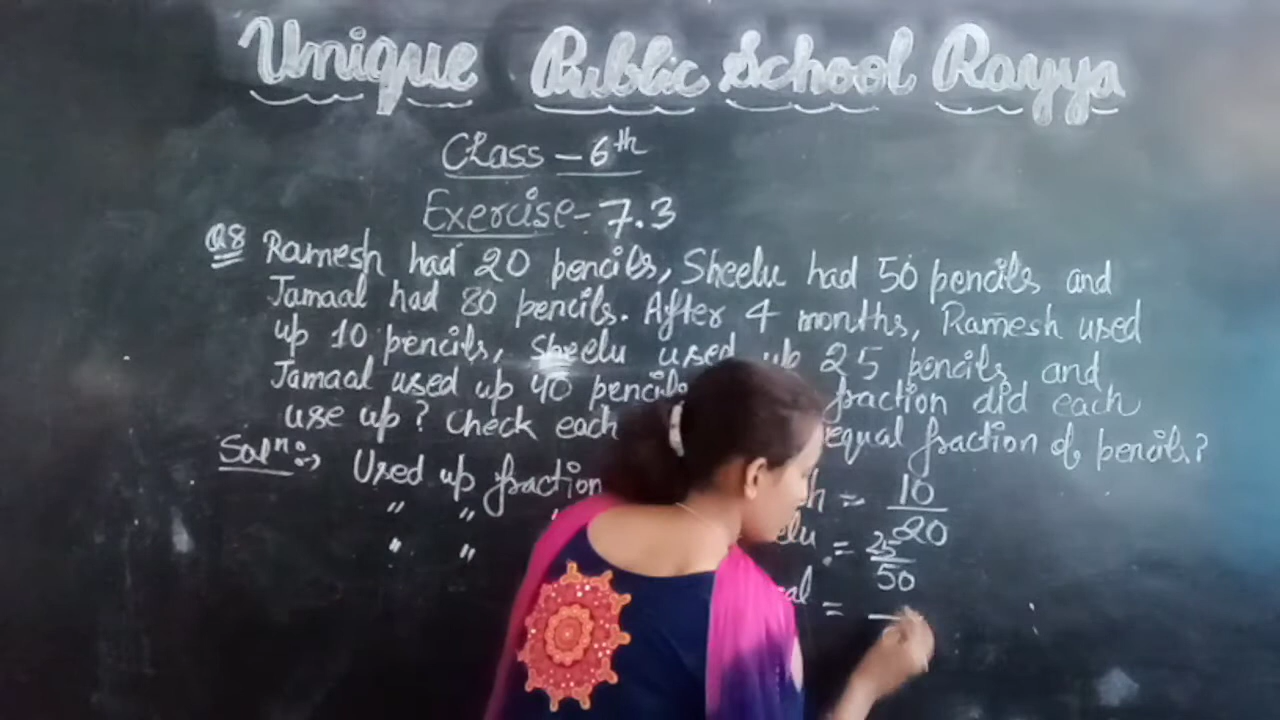 Unique Public School Rayya
Class - 6th
Exercise - 7.3
Q8 Ramesh had 20 pencils, Sheelu had 50 pencils and
Jamaal had 80 pencils. After 4 months, Ramesh used
up 10 pencils, Sheelu used up 25 pencils and
Jamaal used up 40 pencils fraction did each
use up? Check each equal fraction of pencils?
Solⁿ:→ Used up fraction = 10/20
" " = 25/50
" " =